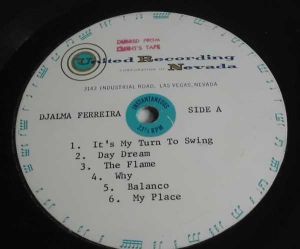 DUBBED FROM
CLIENT'S TAPE
United Recording
CORPORATION OF Nevada
3142 INDUSTRIAL ROAD, LAS VEGAS, NEVADA
DJALMA FERREIRA
INSTANTANEOUS
33⅓ RPM
SIDE A
1. It's My Turn To Swing
2. Day Dream
3. The Flame
4. Why
5. Balanco
6. My Place